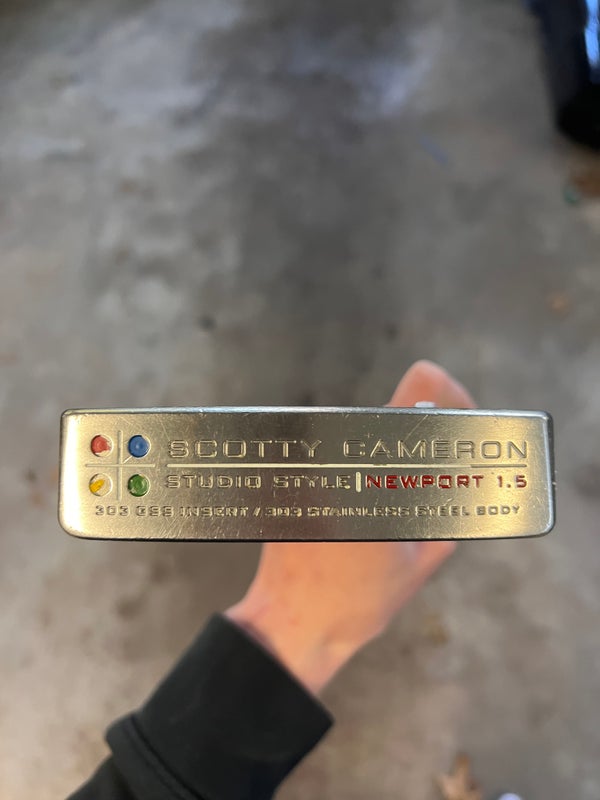 SCOTTY CAMERON
STUDIO STYLE | NEWPORT 1.5
303 GSS INSERT / 303 STAINLESS STEEL BODY